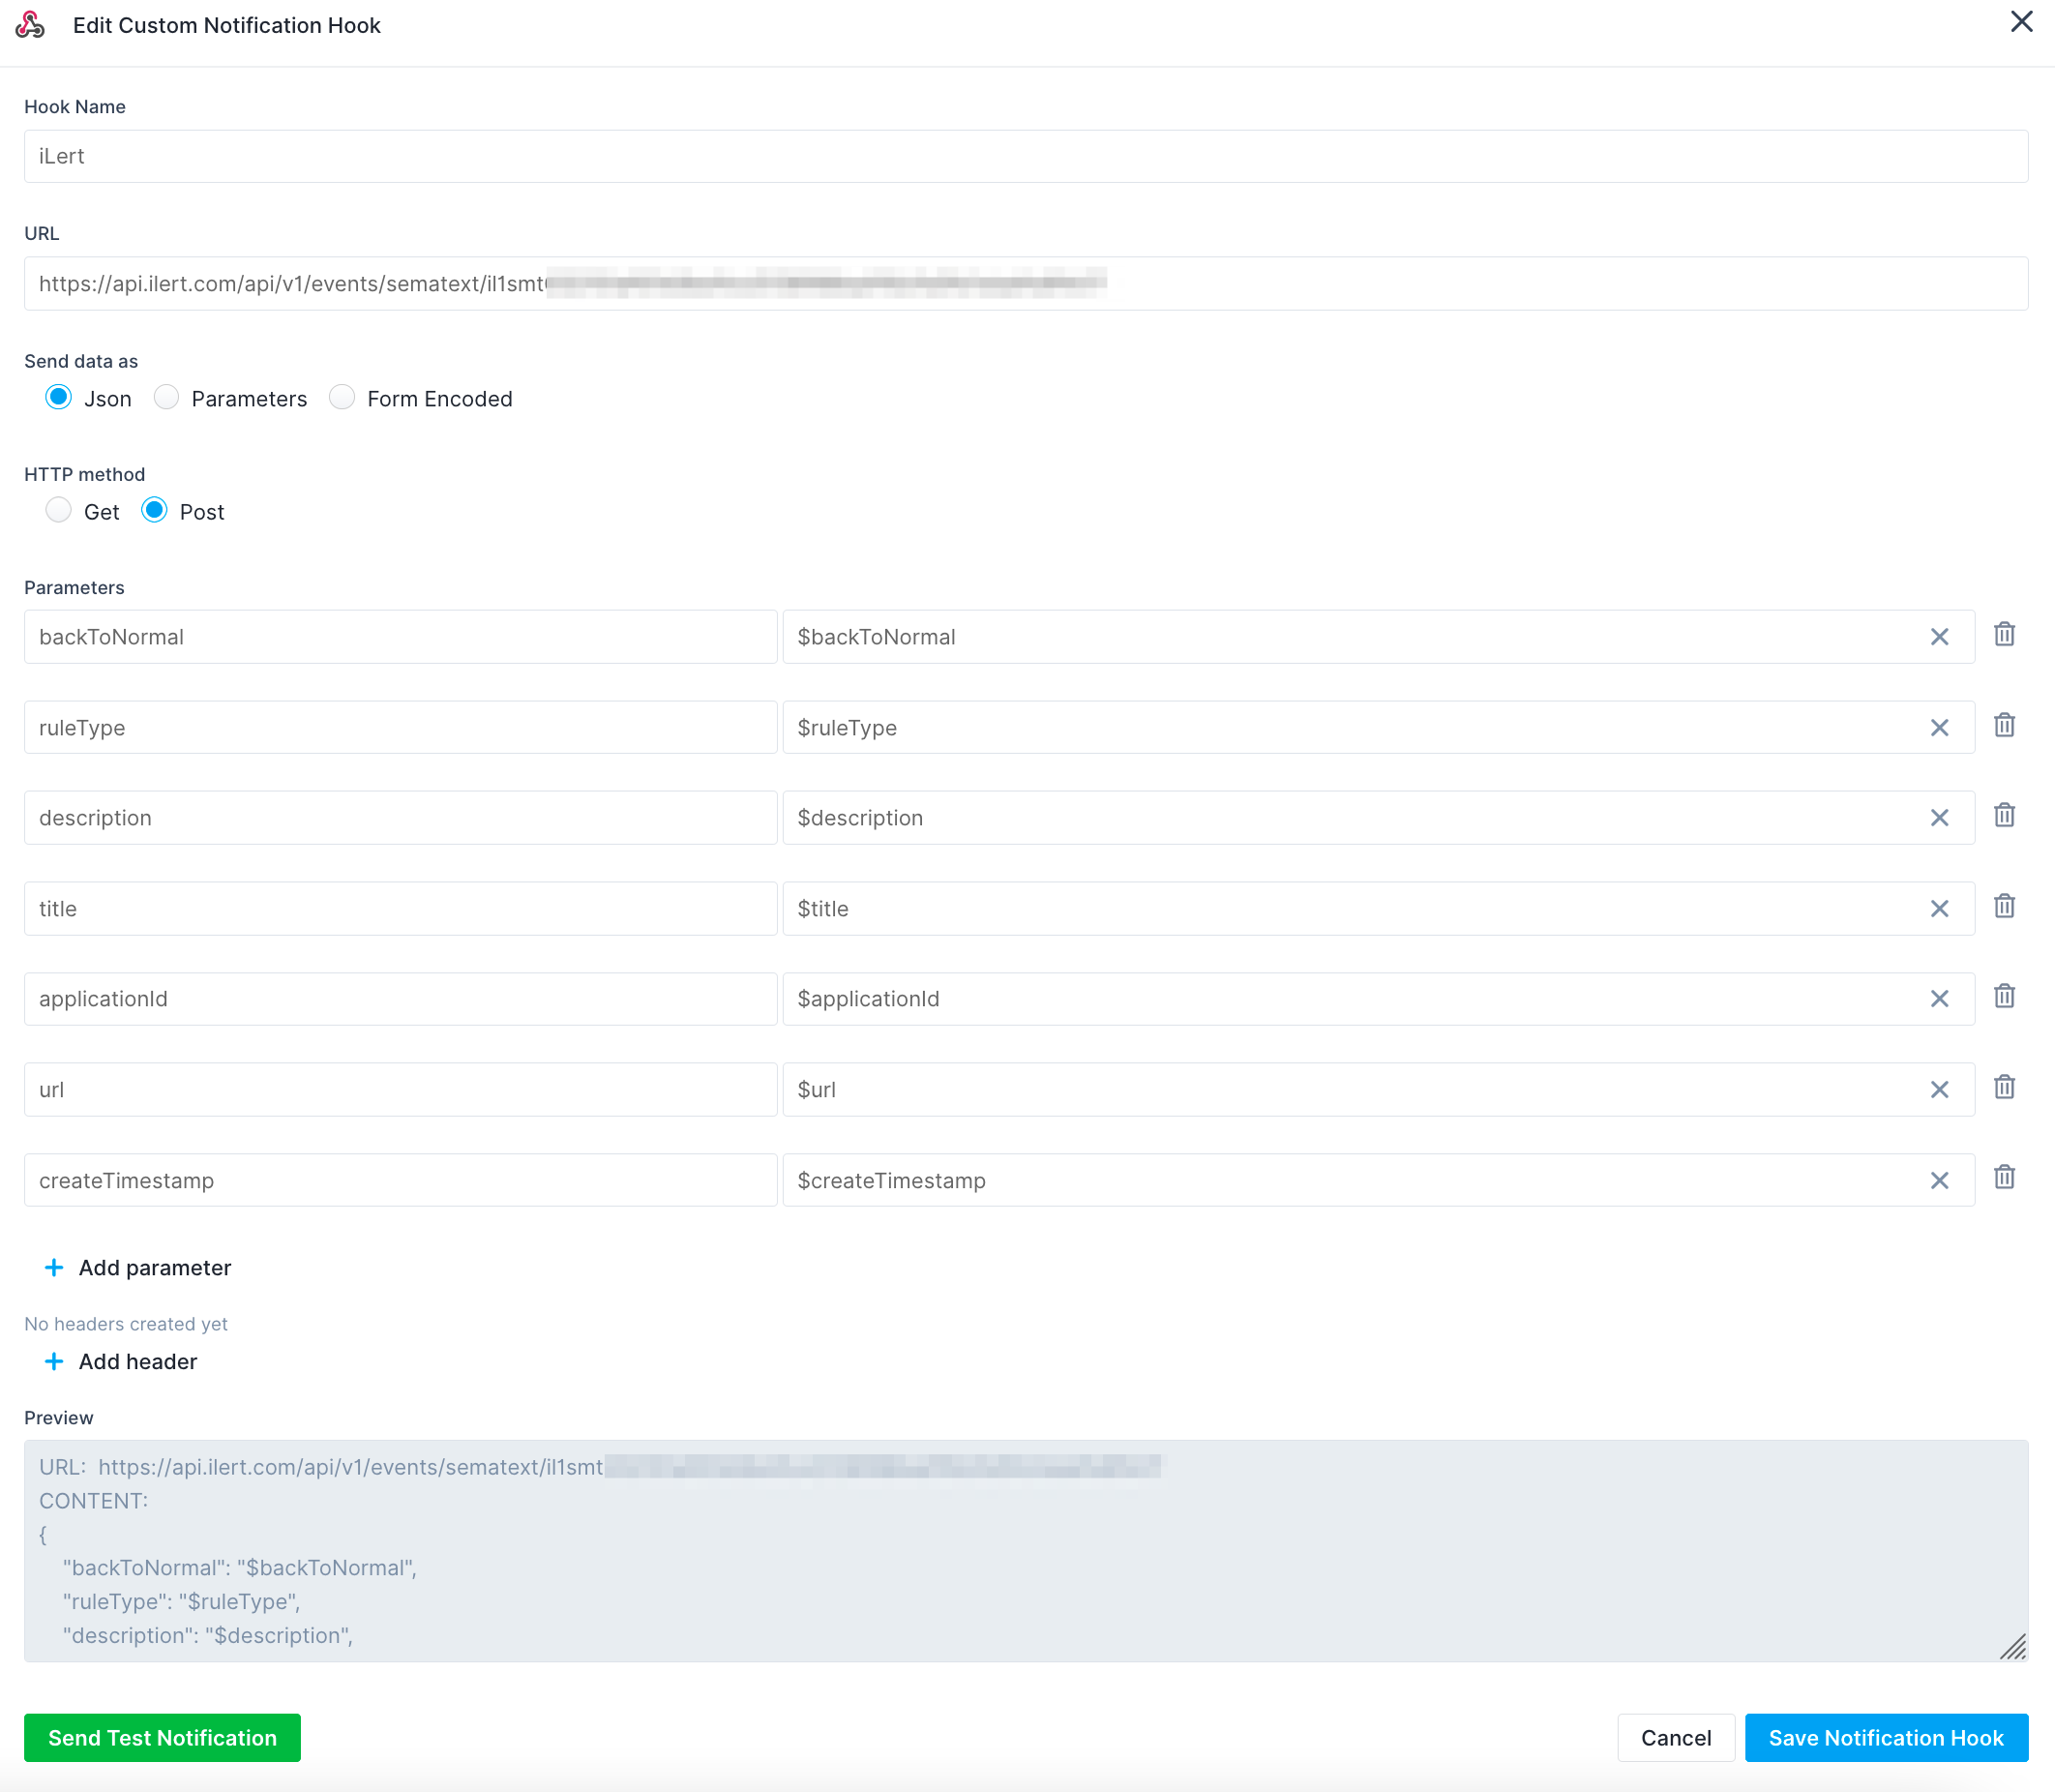 Edit Custom Notification Hook
Hook Name
iLert
URL
https://api.ilert.com/api/v1/events/sematext/il1smt
Send data as
Json Parameters Form Encoded
HTTP method
Get Post
Parameters
backToNormal $backToNormal
ruleType $ruleType
description $description
title $title
applicationId $applicationId
url $url
createTimestamp $createTimestamp
+ Add parameter
No headers created yet
+ Add header
Preview
URL: https://api.ilert.com/api/v1/events/sematext/il1smt
CONTENT:
{
"backToNormal": "$backToNormal",
"ruleType": "$ruleType",
"description": "$description",
Send Test Notification Cancel Save Notification Hook